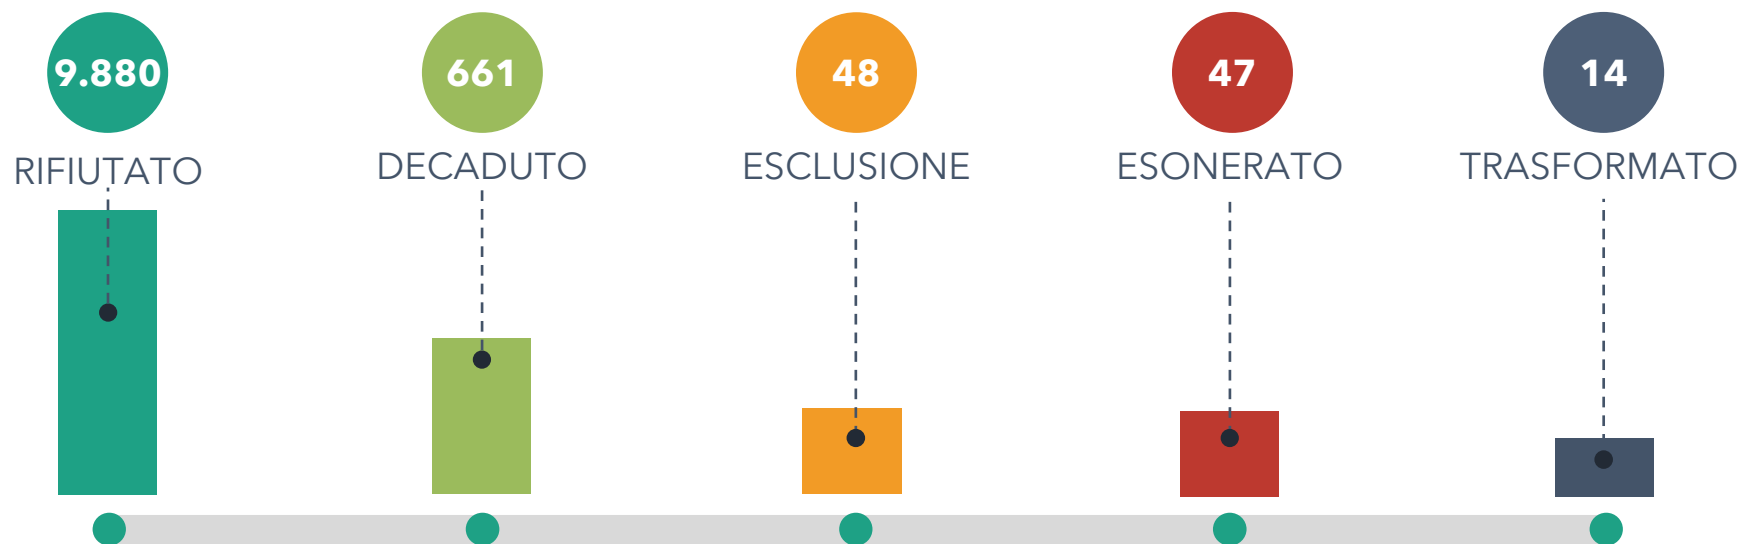 9.880
RIFIUTATO
661
DECADUTO
48
ESCLUSIONE
47
ESONERATO
14
TRASFORMATO